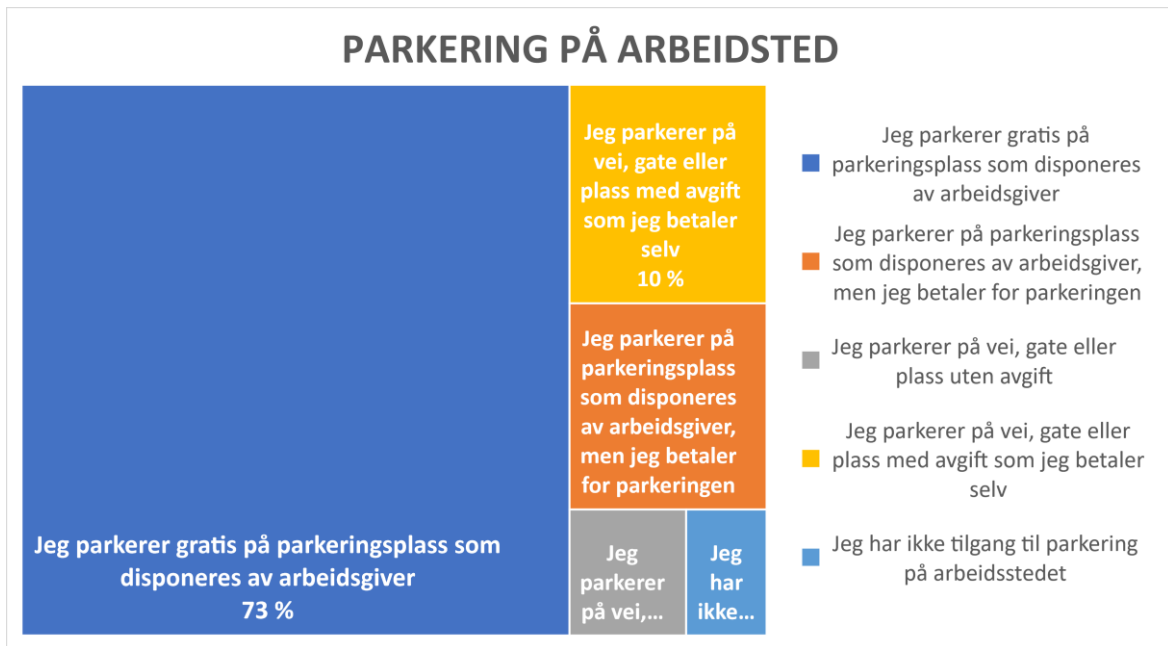 PARKERING PÅ ARBEIDSTED
Jeg parkerer gratis på parkeringsplass som
disponeres av arbeidsgiver
73 %
Jeg parkerer på
vei, gate eller
plass med avgift
som jeg betaler
selv
10 %
Jeg parkerer på
parkeringsplass
som disponeres
av arbeidsgiver,
men jeg betaler
for parkeringen
Jeg
parkerer
på vei,...
Jeg
har
ikke...
Jeg parkerer gratis på
parkeringsplass som disponeres
av arbeidsgiver
Jeg parkerer på parkeringsplass
som disponeres av arbeidsgiver,
men jeg betaler for parkeringen
Jeg parkerer på vei, gate eller
plass uten avgift
Jeg parkerer på vei, gate eller
plass med avgift som jeg betaler
selv
Jeg har ikke tilgang til parkering
på arbeidsstedet